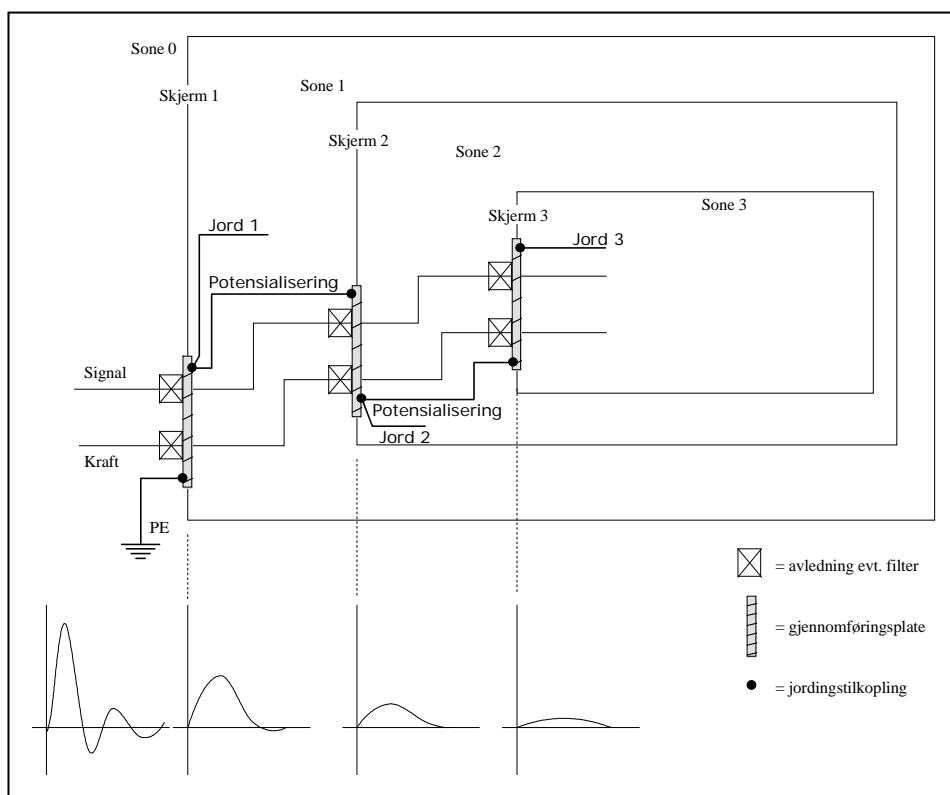 Sone 0
Sone 1
Skjerm 1
Skjerm 2
Sone 2
Sone 3
Skjerm 3
Jord 1
Jord 3
Potensialisering
Signal
Potensialisering
Jord 2
Kraft
PE
= avledning evt. filter
= gjennomføringsplate
= jordingstilkopling